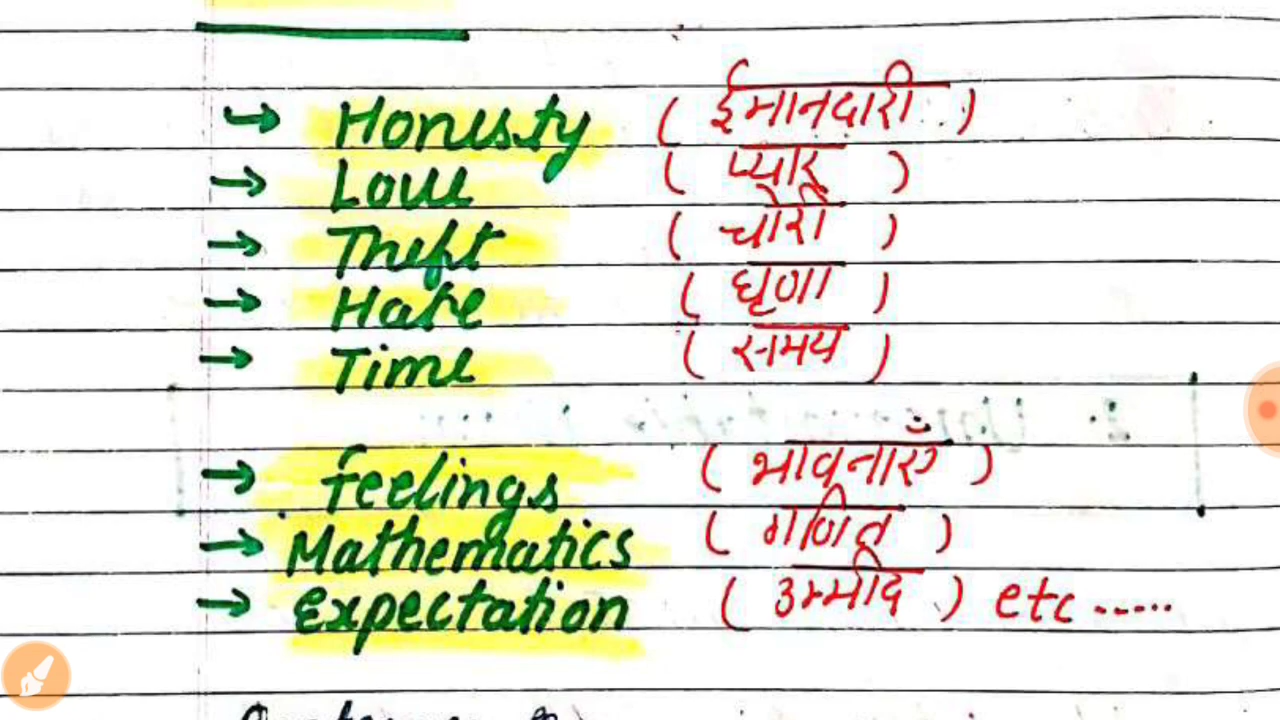 → Honesty ( ईमानदारी )
→ Love ( प्यार )
→ Theft ( चोरी )
→ Hate ( घृणा )
→ Time ( समय )
→ feelings ( भावनाएँ )
→ Mathematics ( गणित )
→ Expectation ( उम्मीद ) etc ......